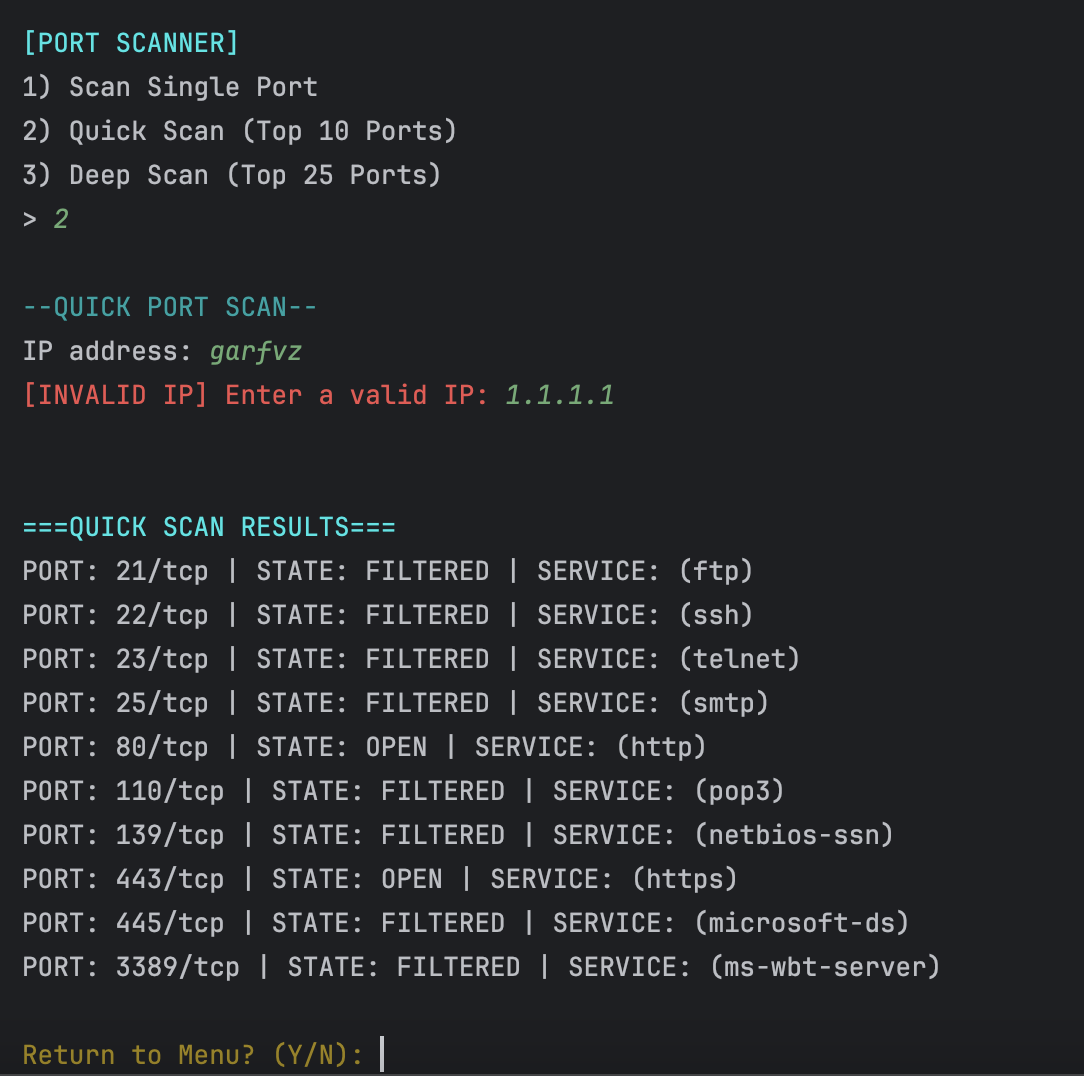 [PORT SCANNER]
1) Scan Single Port
2) Quick Scan (Top 10 Ports)
3) Deep Scan (Top 25 Ports)
> 2
--QUICK PORT SCAN--
IP address: garfvz
[INVALID IP] Enter a valid IP: 1.1.1.1
===QUICK SCAN RESULTS===
PORT: 21/tcp | STATE: FILTERED | SERVICE: (ftp)
PORT: 22/tcp | STATE: FILTERED | SERVICE: (ssh)
PORT: 23/tcp | STATE: FILTERED | SERVICE: (telnet)
PORT: 25/tcp | STATE: FILTERED | SERVICE: (smtp)
PORT: 80/tcp | STATE: OPEN | SERVICE: (http)
PORT: 110/tcp | STATE: FILTERED | SERVICE: (pop3)
PORT: 139/tcp | STATE: FILTERED | SERVICE: (netbios-ssn)
PORT: 443/tcp | STATE: OPEN | SERVICE: (https)
PORT: 445/tcp | STATE: FILTERED | SERVICE: (microsoft-ds)
PORT: 3389/tcp | STATE: FILTERED | SERVICE: (ms-wbt-server)
Return to Menu? (Y/N):